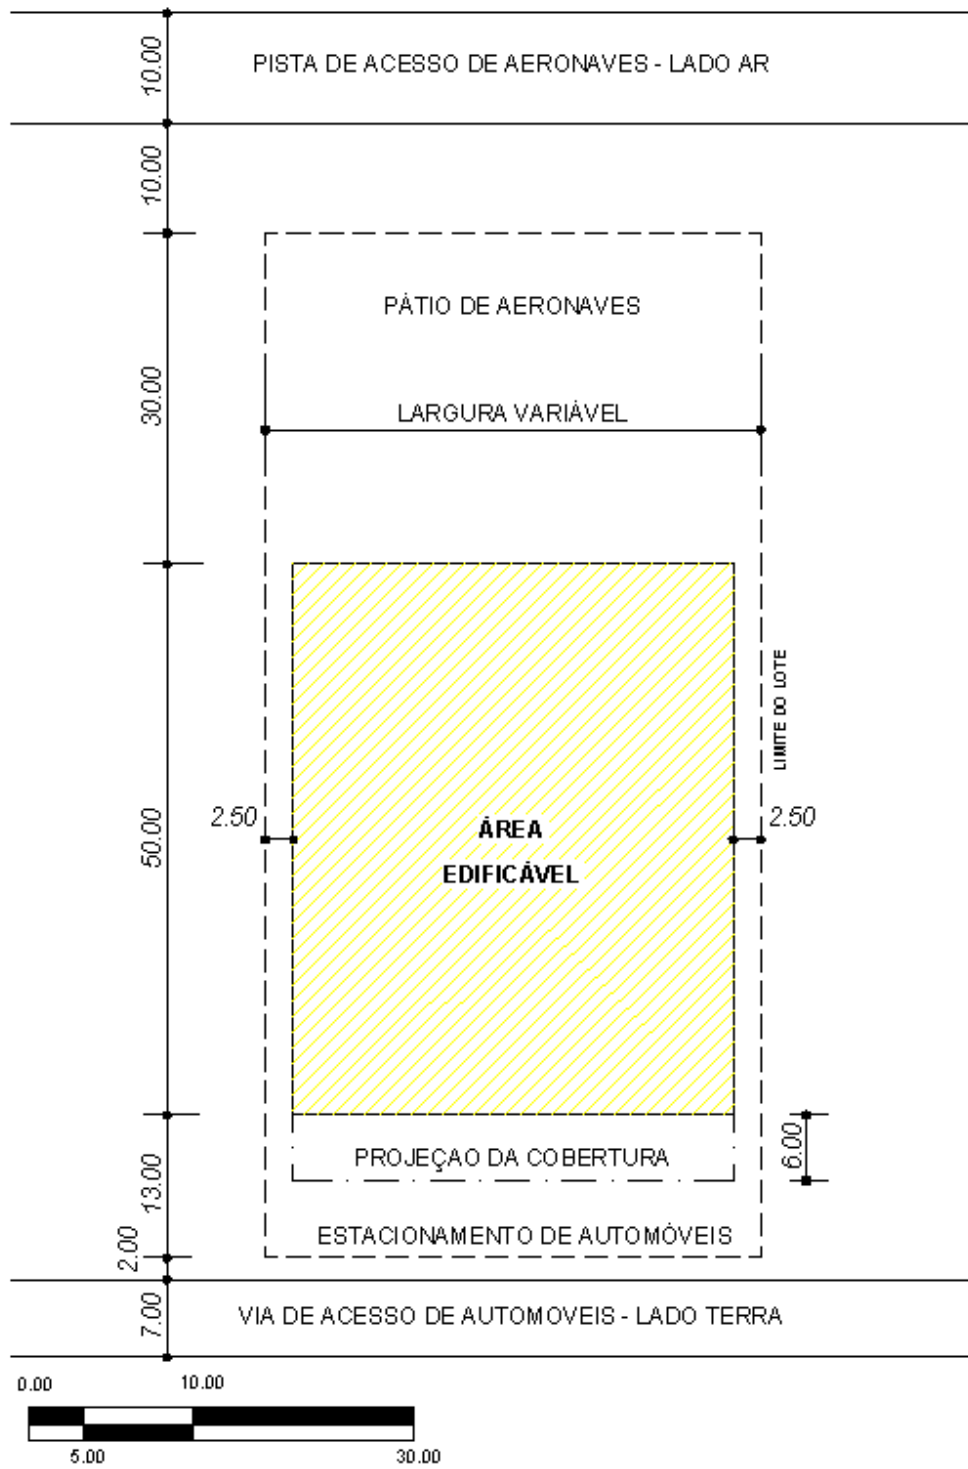 10.00
PISTA DE ACESSO DE AERONAVES - LADO AR
10.00
PÁTIO DE AERONAVES
30.00
LARGURA VARIÁVEL
LIMITE DO LOTE
2.50
2.50
50.00
ÁREA
EDIFICÁVEL
PROJEÇAO DA COBERTURA
6.00
13.00
ESTACIONAMENTO DE AUTOMÓVEIS
2.00
7.00
VIA DE ACESSO DE AUTOMOVEIS - LADO TERRA
0.00 10.00
5.00 30.00